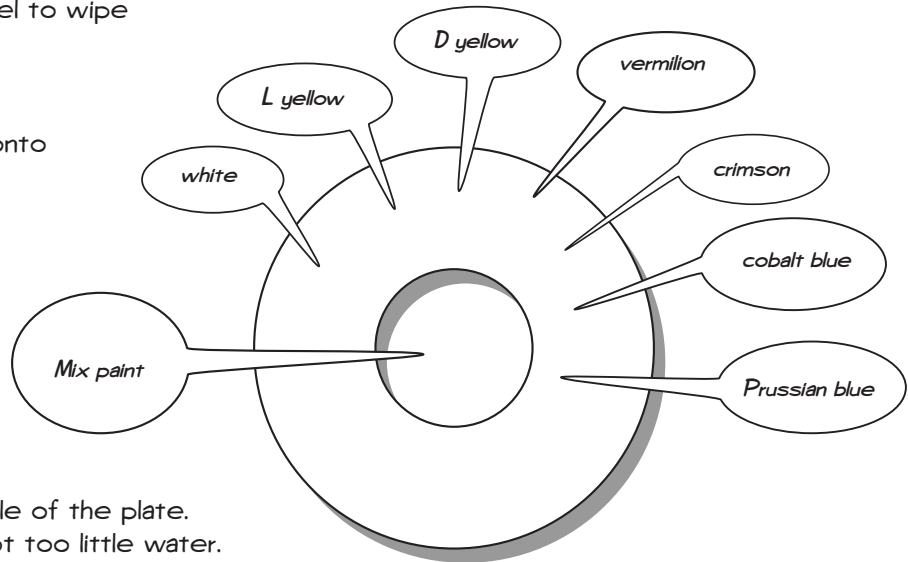 el to wipe
onto
le of the plate.
ot too little water.
D yellow
vermilion
L yellow
crimson
white
cobalt blue
Mix paint
Prussian blue